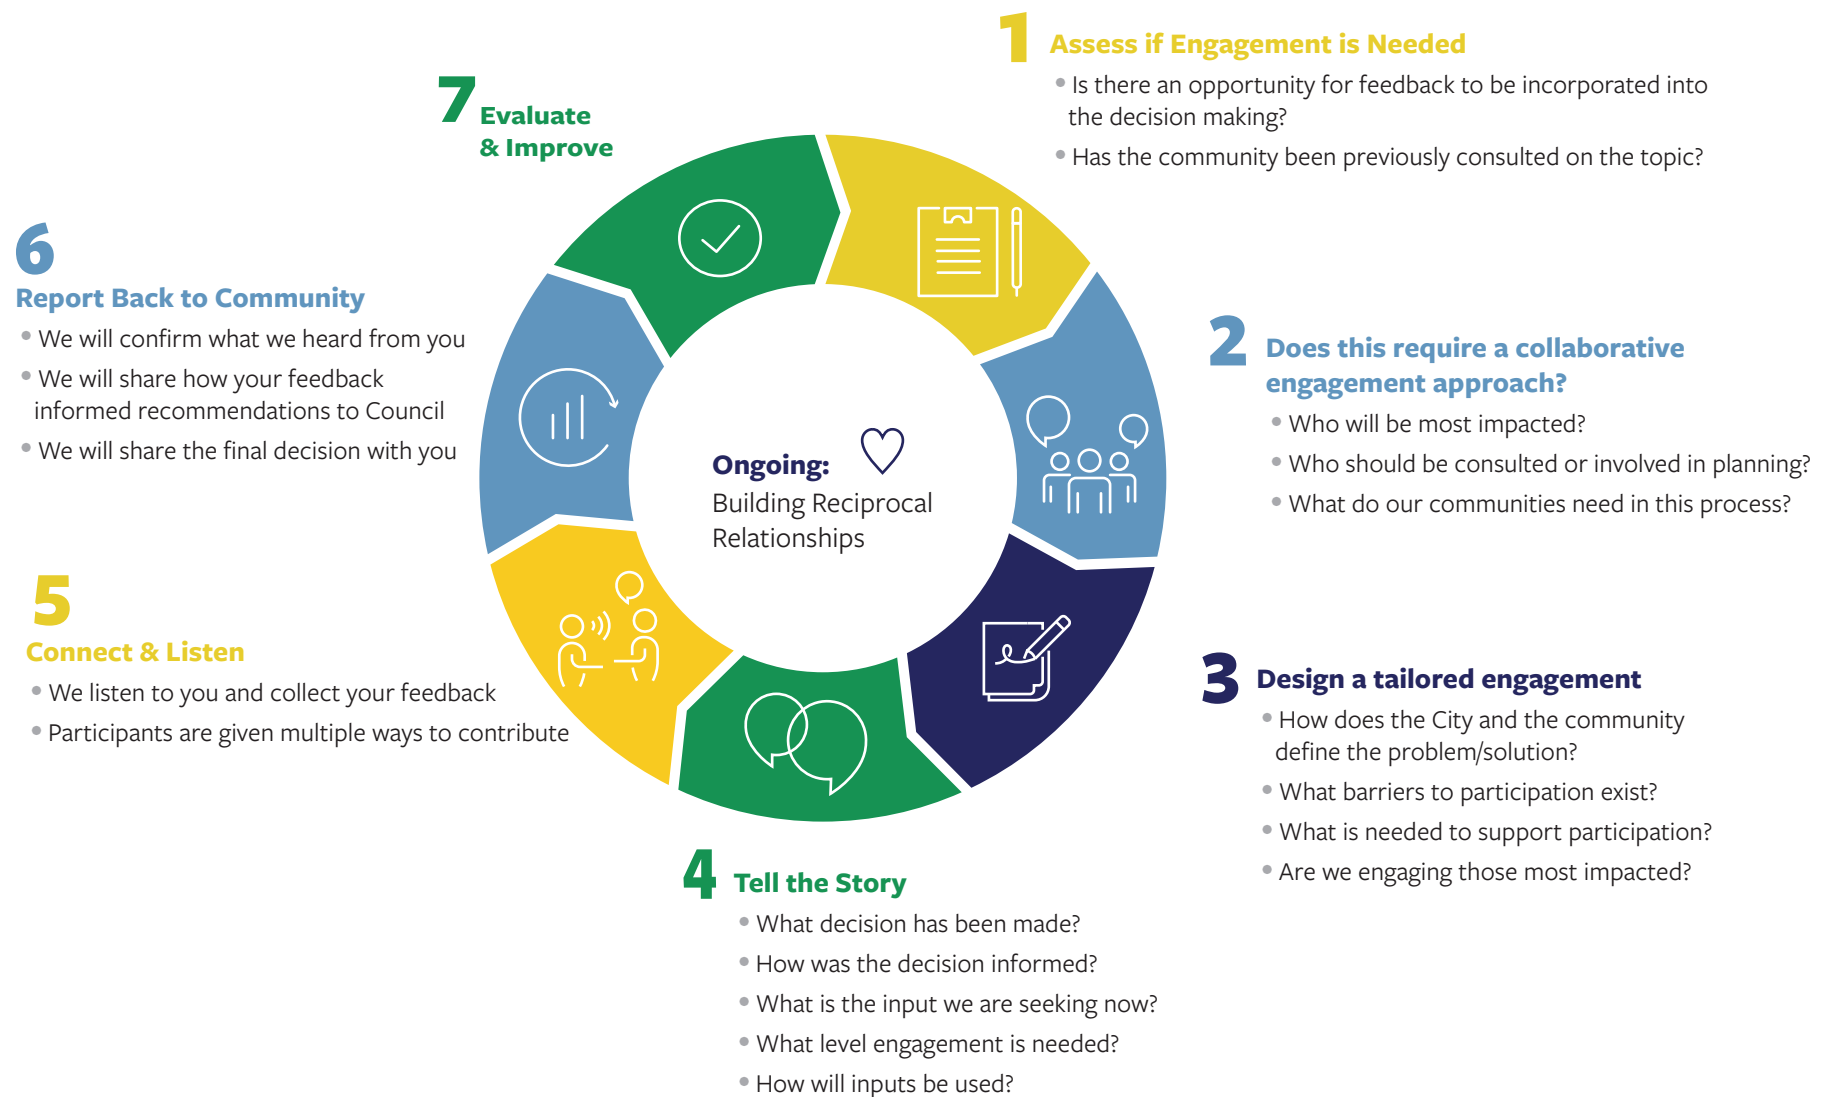 1 Assess if Engagement is Needed
• Is there an opportunity for feedback to be incorporated into
the decision making?
• Has the community been previously consulted on the topic?
2 Does this require a collaborative
engagement approach?
• Who will be most impacted?
• Who should be consulted or involved in planning?
• What do our communities need in this process?
3 Design a tailored engagement
• How does the City and the community
define the problem/solution?
• What barriers to participation exist?
• What is needed to support participation?
• Are we engaging those most impacted?
4 Tell the Story
• What decision has been made?
• How was the decision informed?
• What is the input we are seeking now?
• What level engagement is needed?
• How will inputs be used?
5
Connect & Listen
• We listen to you and collect your feedback
• Participants are given multiple ways to contribute
6
Report Back to Community
• We will confirm what we heard from you
• We will share how your feedback
informed recommendations to Council
• We will share the final decision with you
7 Evaluate
& Improve
Ongoing:
Building Reciprocal
Relationships